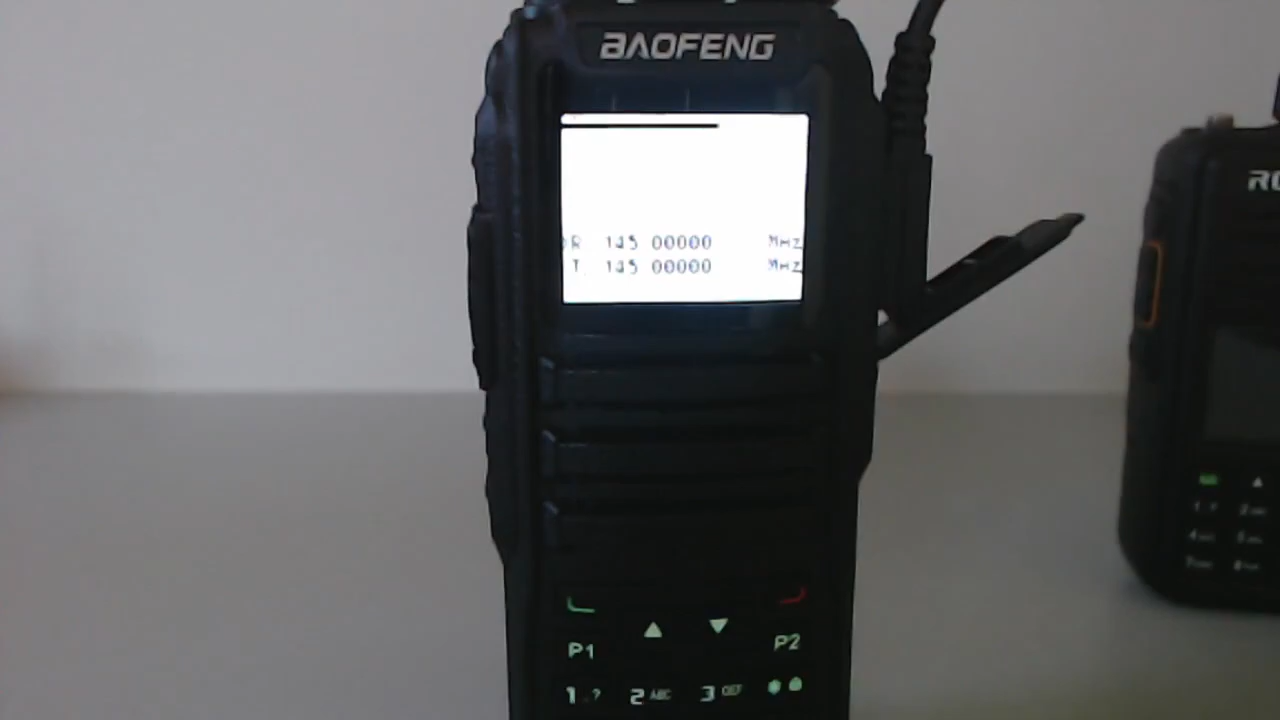 BAOFENG
R 145 00000 MHz
T 145 00000 MHz
P1 P2
1 .? 2 ABC 3 DEF